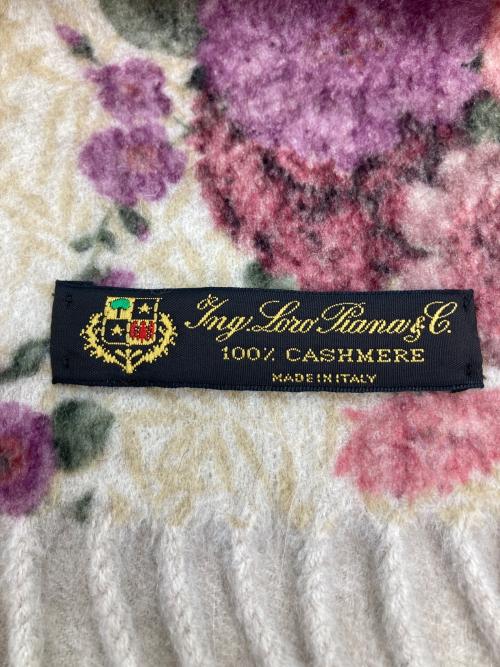 Ing. Loro Piana & C.
100% CASHMERE
MADE IN ITALY